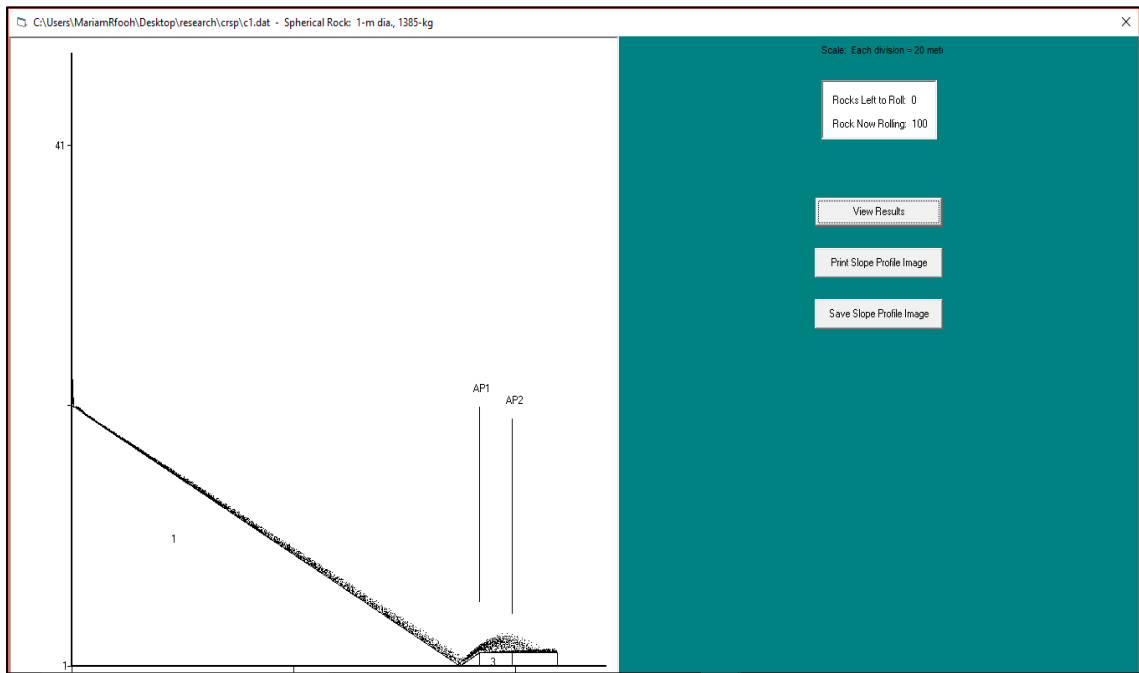 C:\Users\MariamRfooh\Desktop\research\crsp\c1.dat - Spherical Rock: 1-m dia., 1385-kg
Scale: Each division = 20 mete
Rocks Left to Roll: 0
Rock Now Rolling: 100
View Results
Print Slope Profile Image
Save Slope Profile Image
41
AP1
AP2
1
3
1